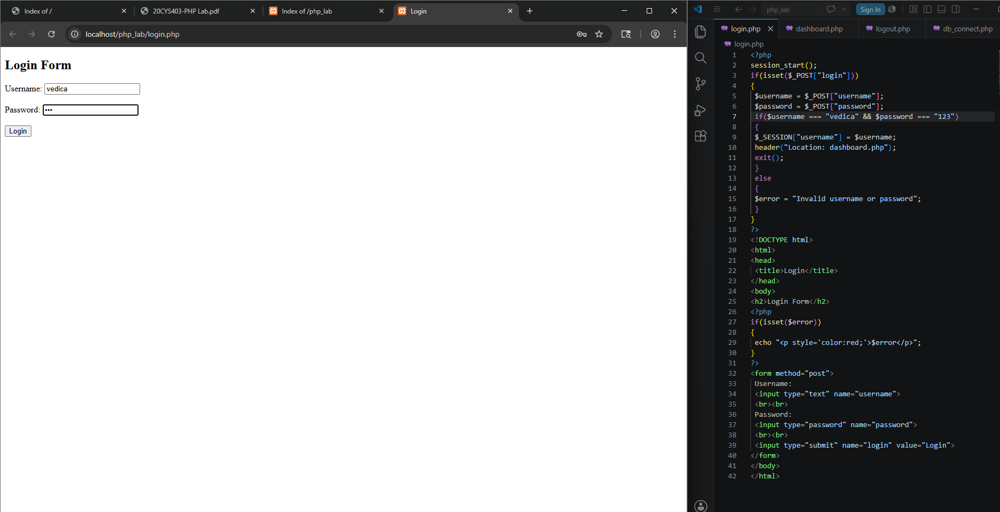 Index of /
20CYS403-PHP Lab.pdf
Index of /php_lab
Login
localhost/php_lab/login.php
Login Form
Username: vedica
Password: •••
Login
php_lab
Sign In
login.php
dashboard.php
logout.php
db_connect.php
login.php
1 <?php
2 session_start();
3 if(isset($_POST["login"]))
4 {
5 $username = $_POST["username"];
6 $password = $_POST["password"];
7 if($username === "vedica" && $password === "123")
8 {
9 $_SESSION["username"] = $username;
10 header("Location: dashboard.php");
11 exit();
12 }
13 else
14 {
15 $error = "Invalid username or password";
16 }
17 }
18 ?>
19 <!DOCTYPE html>
20 <html>
21 <head>
22 <title>Login</title>
23 </head>
24 <body>
25 <h2>Login Form</h2>
26 <?php
27 if(isset($error))
28 {
29 echo "<p style='color:red;'>$error</p>";
30 }
31 ?>
32 <form method="post">
33 Username:
34 <input type="text" name="username">
35 <br><br>
36 Password:
37 <input type="password" name="password">
38 <br><br>
39 <input type="submit" name="login" value="Login">
40 </form>
41 </body>
42 </html>